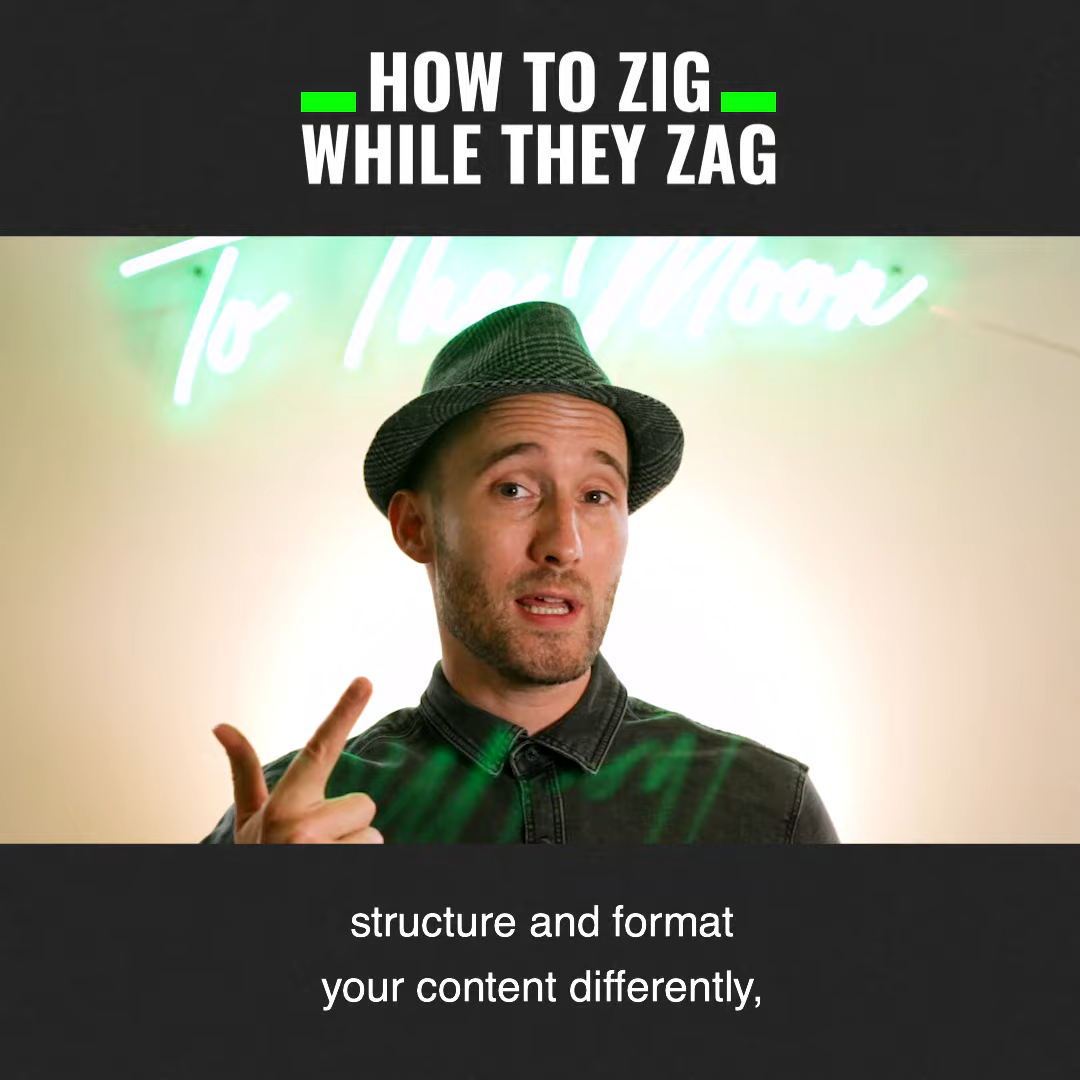 HOW TO ZIG
WHILE THEY ZAG
To The Moon
structure and format
your content differently,